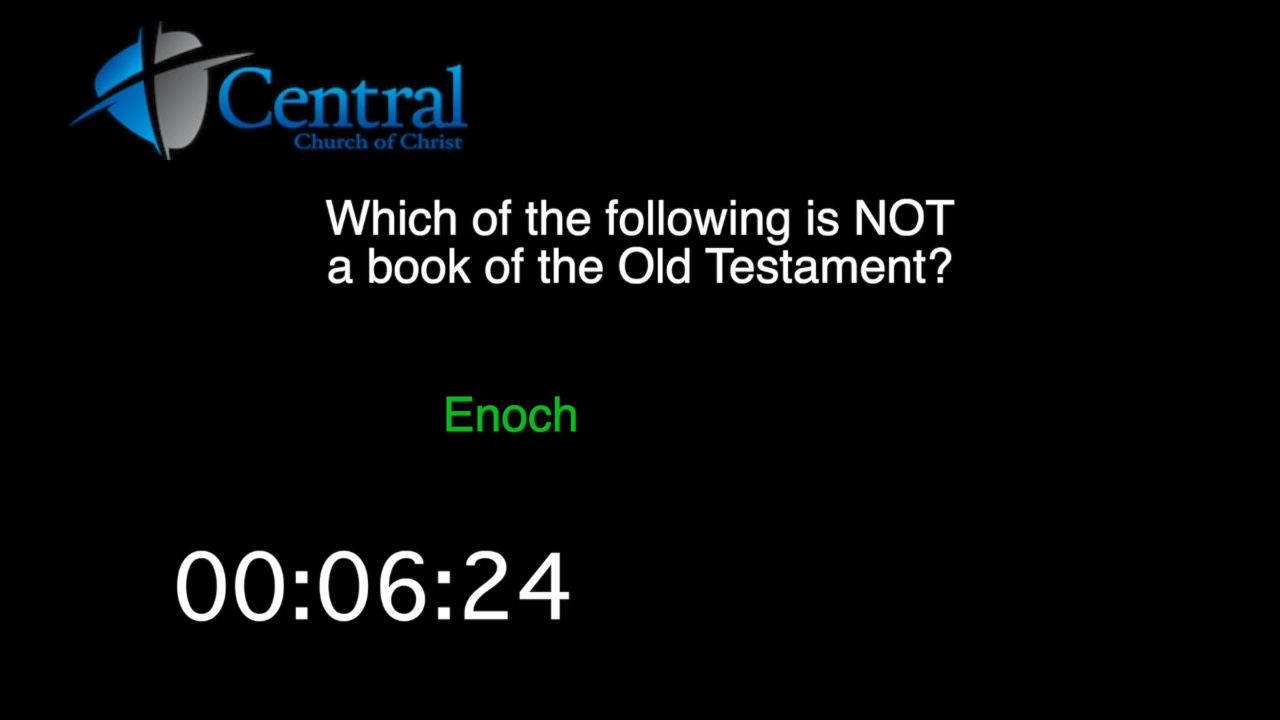 Central
Church of Christ
Which of the following is NOT
a book of the Old Testament?
Enoch
00:06:24